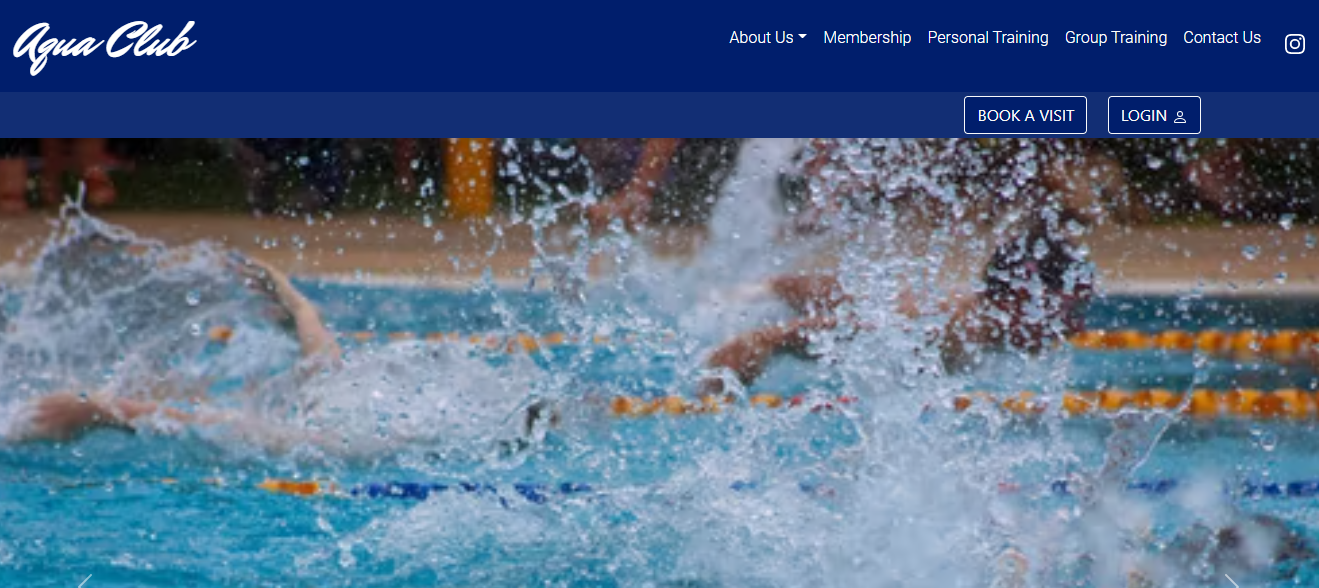 Aqua Club
About Us Membership Personal Training Group Training Contact Us
BOOK A VISIT LOGIN